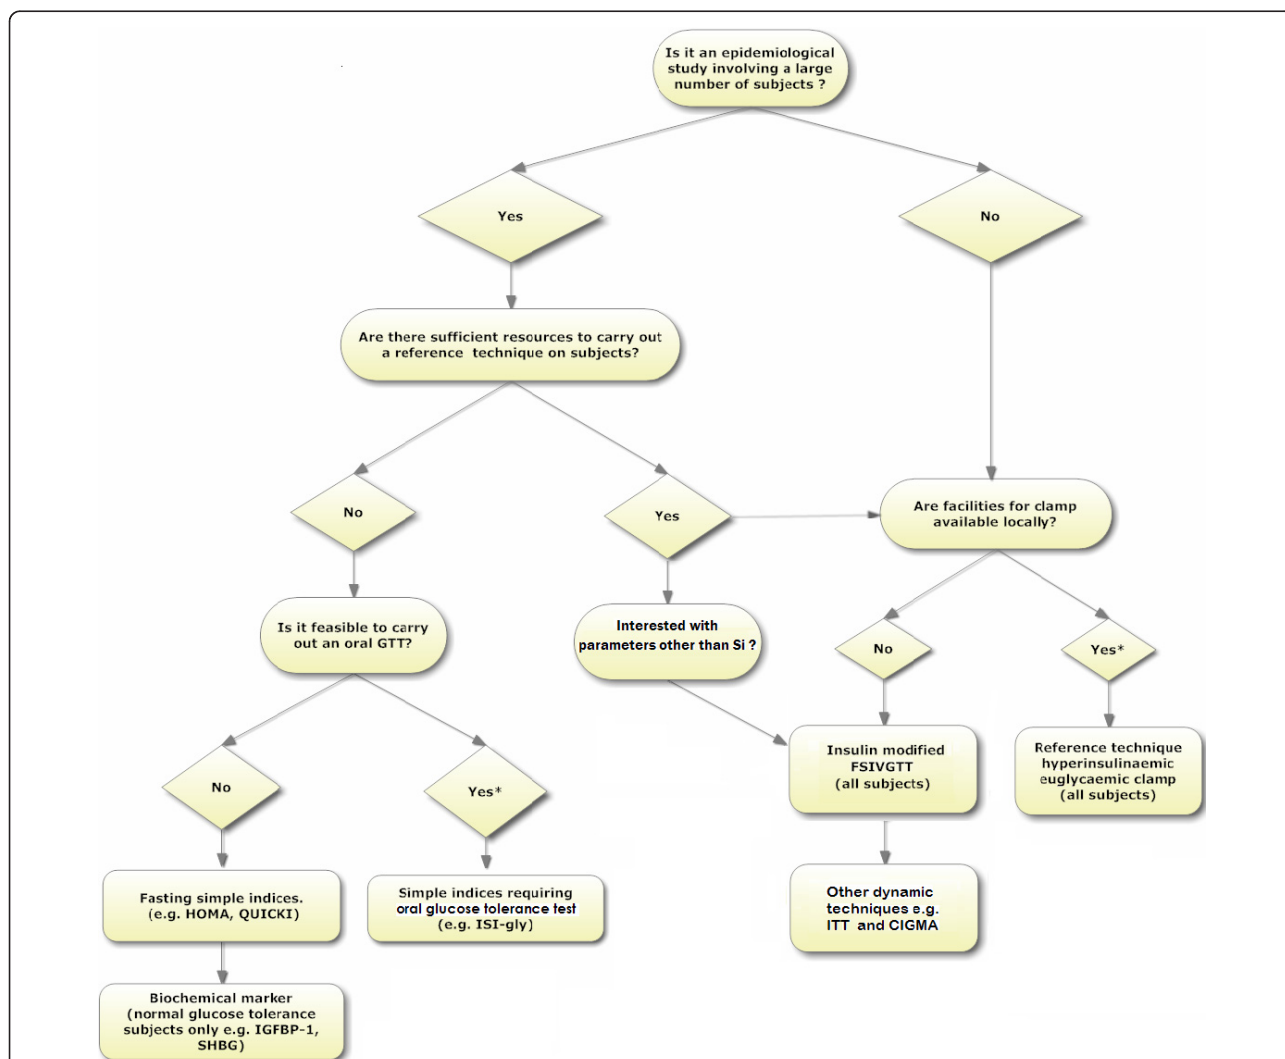 Is it an epidemiological
study involving a large
number of subjects ?
Yes
No
Are there sufficient resources to carry out
a reference technique on subjects?
No
Yes
Are facilities for clamp
available locally?
Is it feasible to carry
out an oral GTT?
Interested with
parameters other than Si ?
No
Yes*
No
Yes*
Insulin modified
FSIVGTT
(all subjects)
Reference technique
hyperinsulinaemic
euglycaemic clamp
(all subjects)
Fasting simple indices.
(e.g. HOMA, QUICKI)
Simple indices requiring
oral glucose tolerance test
(e.g. ISI-gly)
Other dynamic
techniques e.g.
ITT and CIGMA
Biochemical marker
(normal glucose tolerance
subjects only e.g. IGFBP-1,
SHBG)